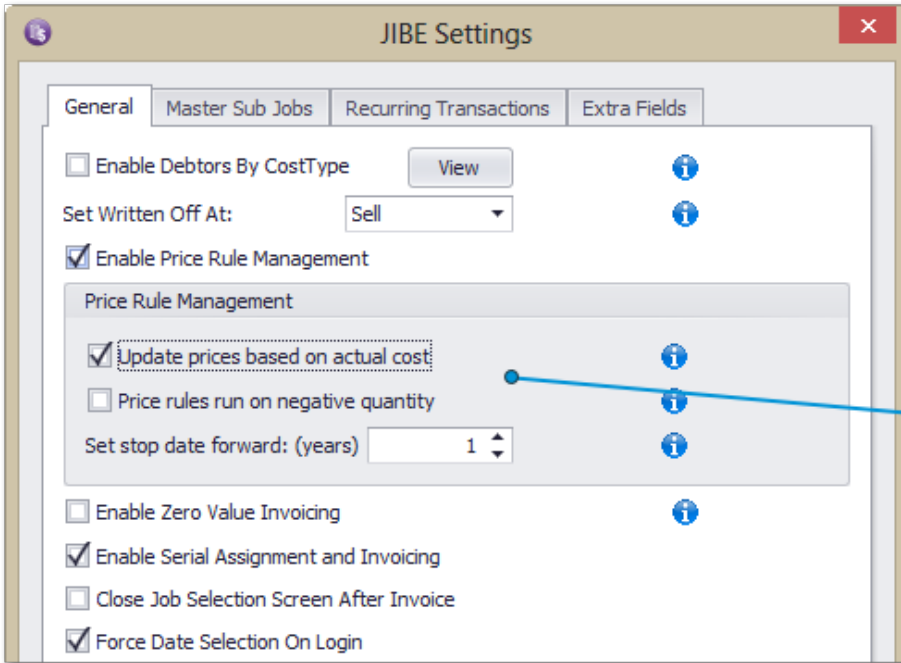 JIBE Settings
General Master Sub Jobs Recurring Transactions Extra Fields
Enable Debtors By CostType View
Set Written Off At: Sell
Enable Price Rule Management
Price Rule Management
Update prices based on actual cost
Price rules run on negative quantity
Set stop date forward: (years) 1
Enable Zero Value Invoicing
Enable Serial Assignment and Invoicing
Close Job Selection Screen After Invoice
Force Date Selection On Login